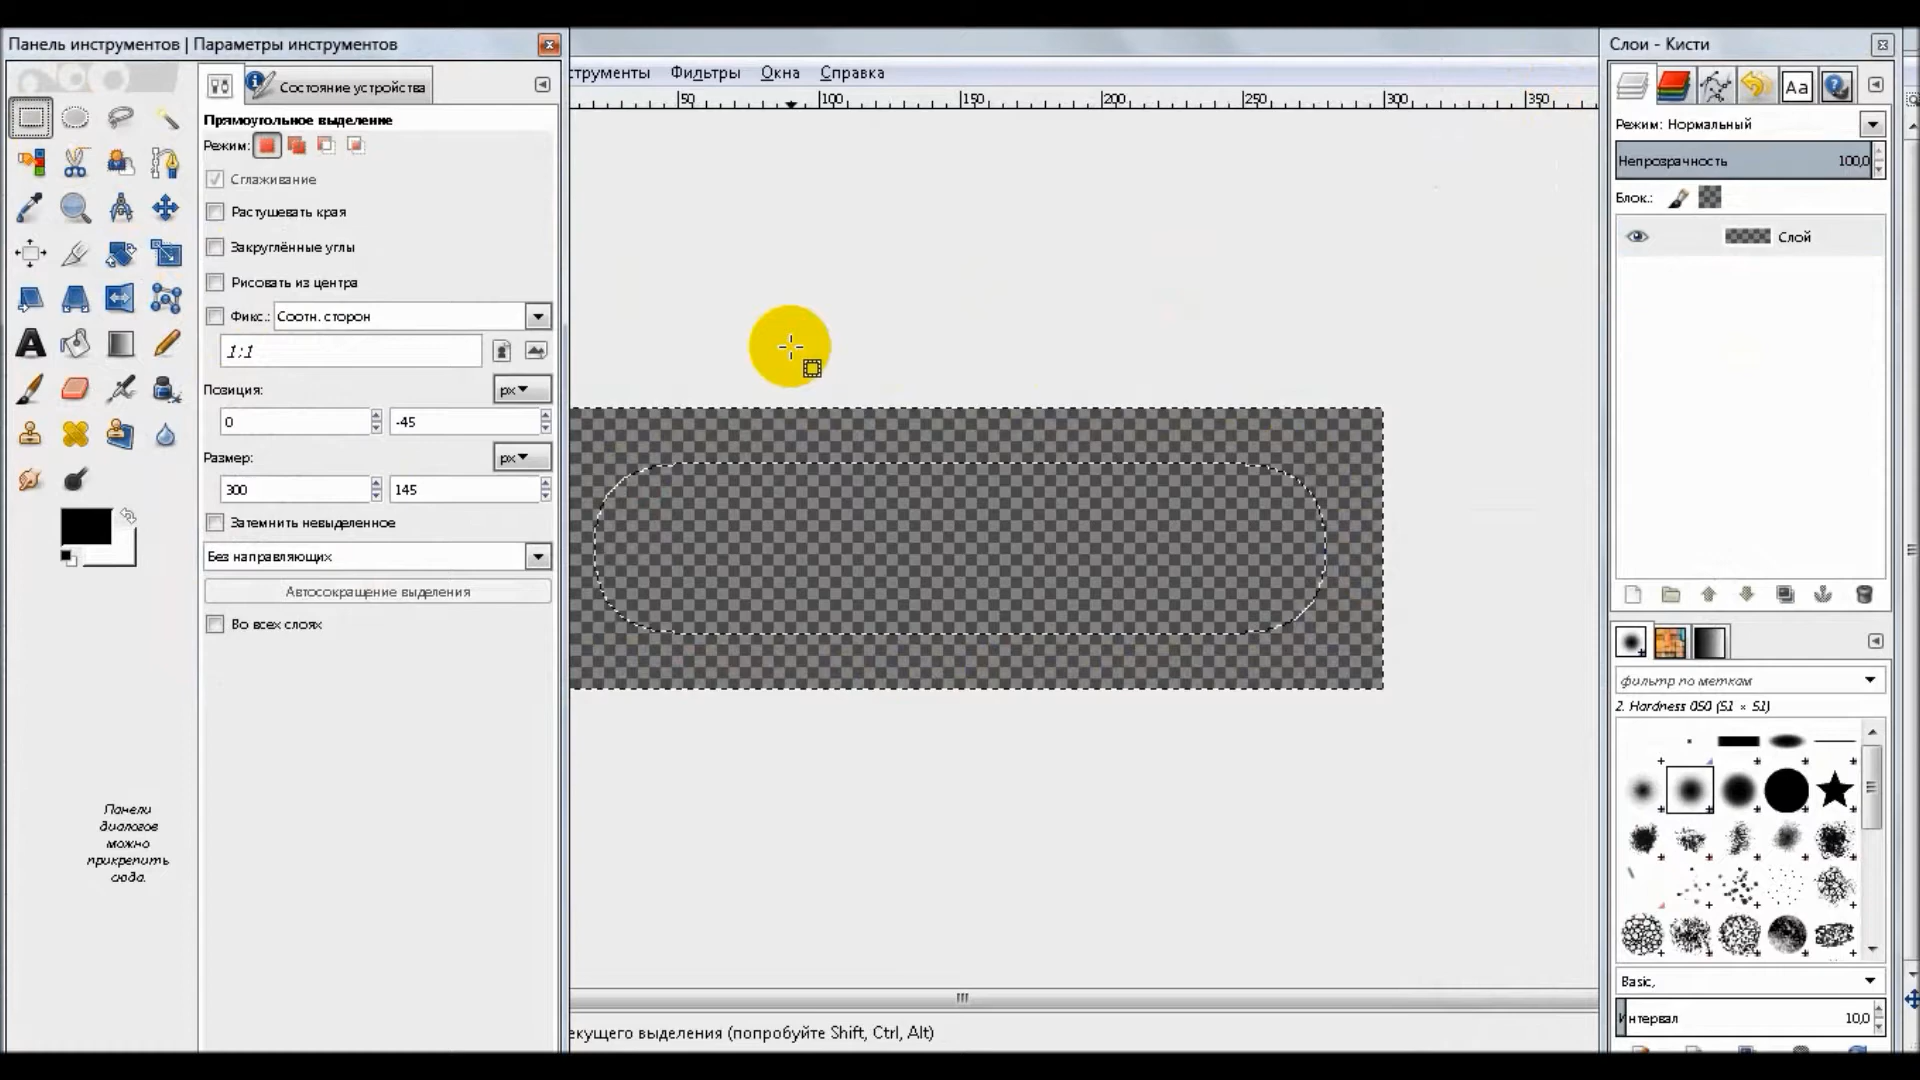 Панель инструментов | Параметры инструментов
Слои - Кисти
струменты Фильтры Окна Справка
Состояние устройства
50 100 150 200 250 300 350
Прямоугольное выделение
Режим:
Сглаживание
Растушевать края
Закруглённые углы
Рисовать из центра
Фикс.: Соотн. сторон
1:1
Позиция: px
0 -45
Размер: px
300 145
Затемнить невыделенное
Без направляющих
Автосокращение выделения
Во всех слоях
Панели
диалогов
можно
прикрепить
сюда.
екущего выделения (попробуйте Shift, Ctrl, Alt)
Aa
Режим: Нормальный
Непрозрачность 100,0
Блок.:
Слой
фильтр по меткам
2. Hardness 050 (51 × 51)
Basic,
Интервал 10,0